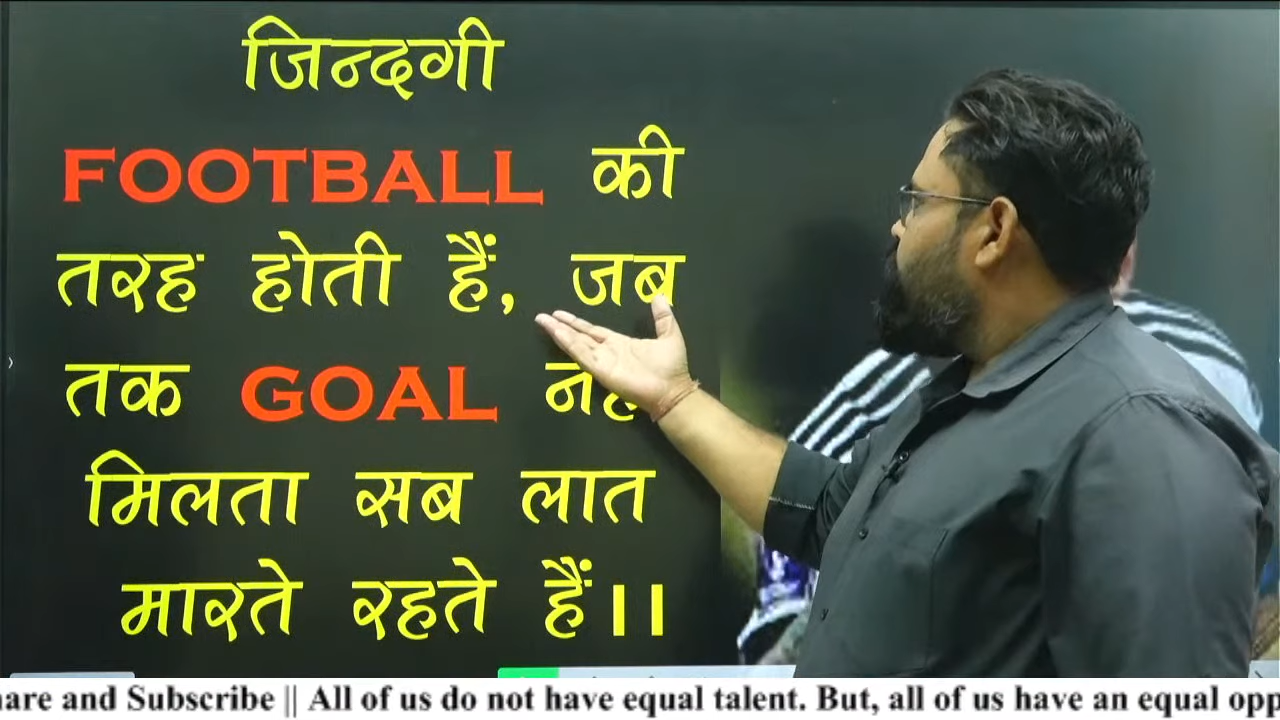 जिन्दगी
FOOTBALL की
तरह होती हैं, जब
तक GOAL
मिलता सब लात
मारते रहते हैं।।
and Subscribe || All of us do not have equal talent. But, all of us have an equal